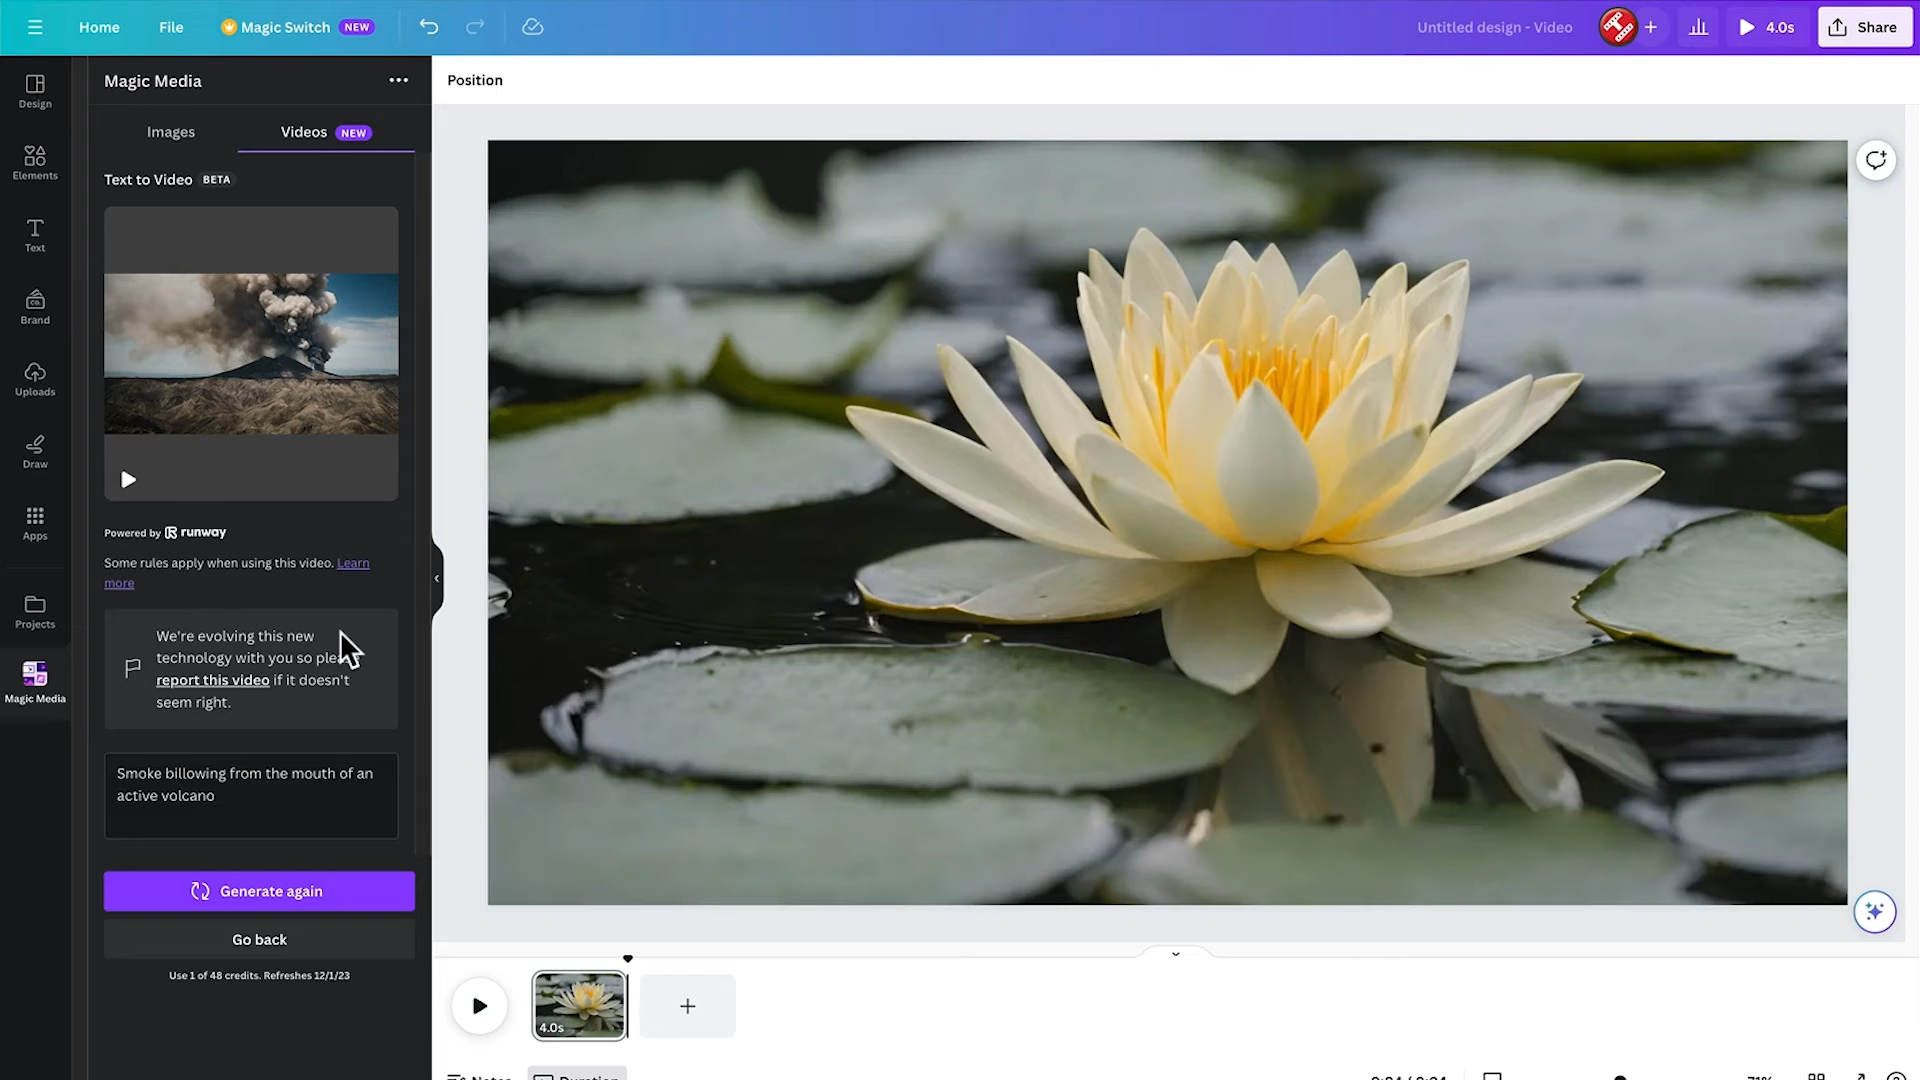 Home
File
Magic Switch NEW
Untitled design - Video
4.0s
Share
Design
Elements
Text
Brand
Uploads
Draw
Apps
Projects
Magic Media
Magic Media
Images
Videos NEW
Text to Video BETA
Powered by runway
Some rules apply when using this video. Learn
more
We're evolving this new
technology with you so
report this video if it doesn't
seem right.
Smoke billowing from the mouth of an
active volcano
Generate again
Go back
Use 1 of 48 credits. Refreshes 12/1/23
Position
4.0s
Notes
Duration